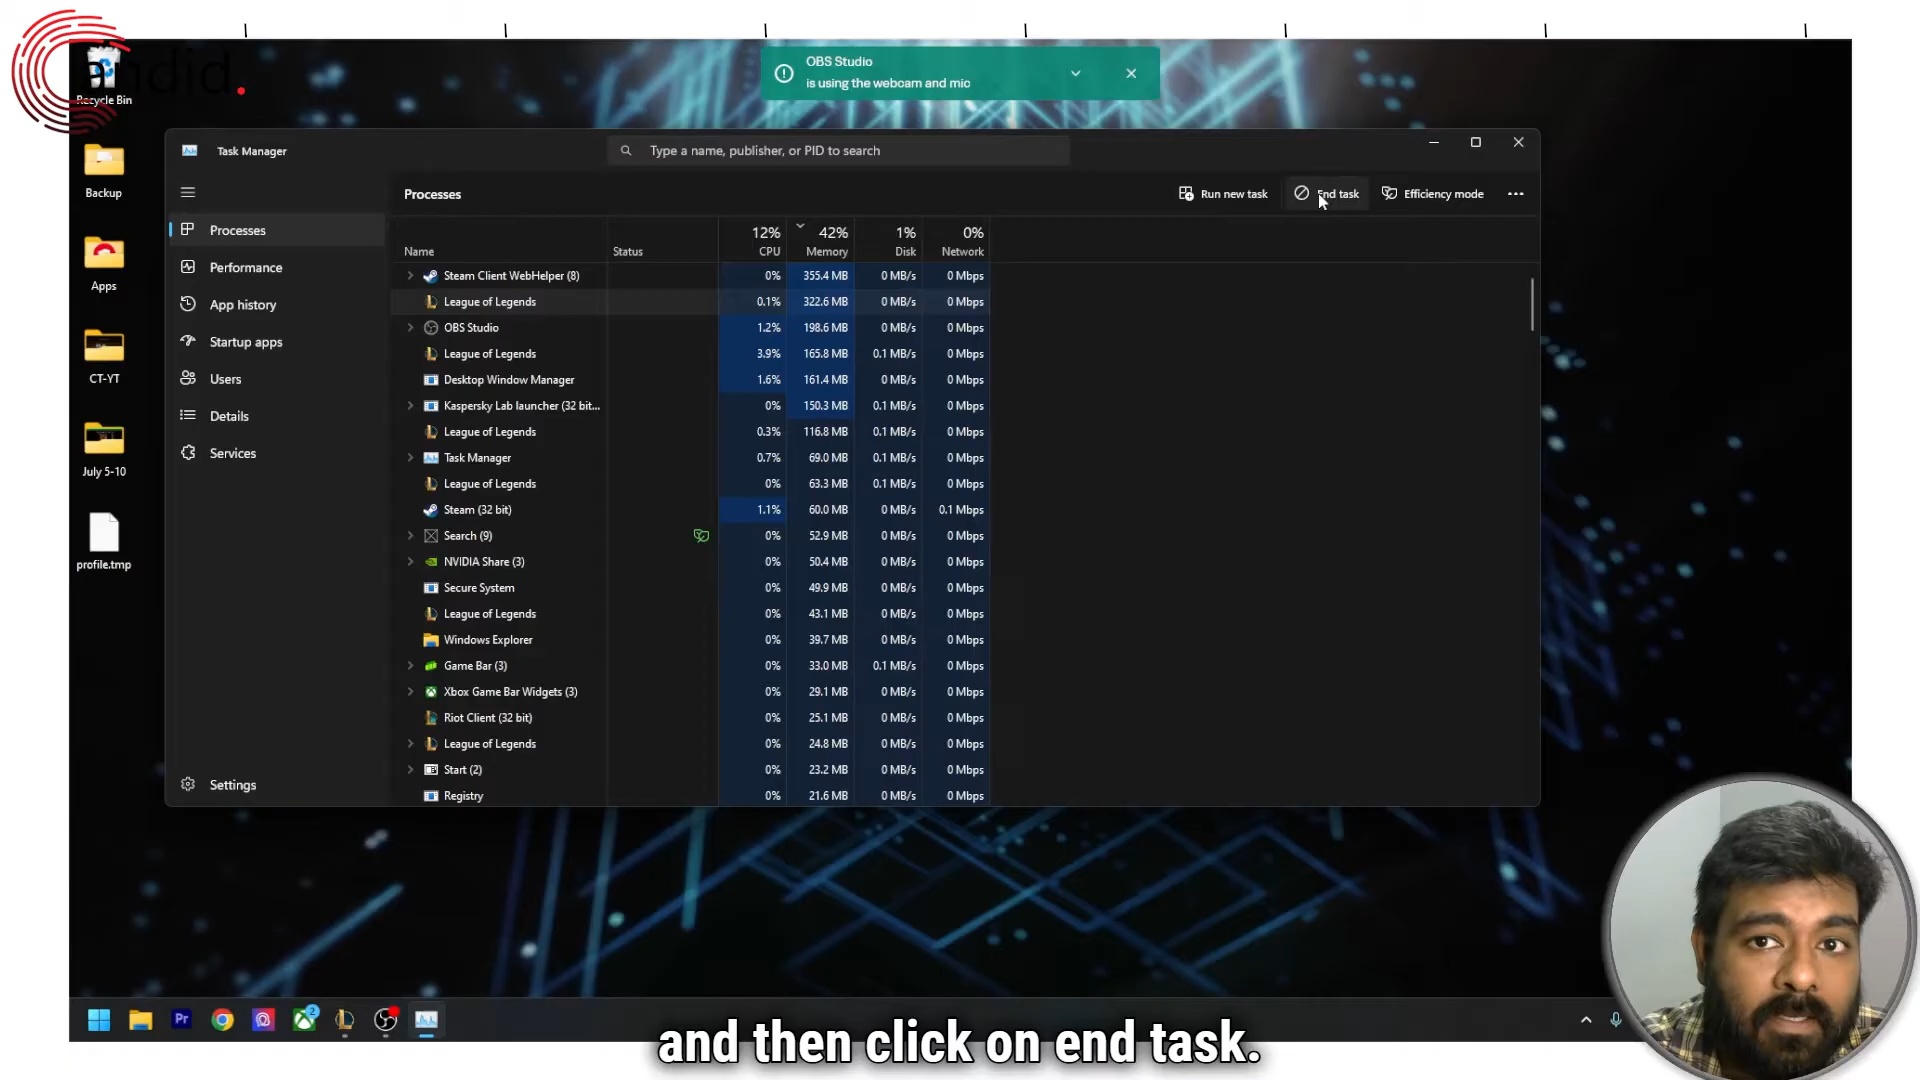 andid.
OBS Studio
is using the webcam and mic
Recycle Bin
Backup
Apps
CT-YT
July 5-10
profile.tmp
Task Manager
Type a name, publisher, or PID to search
Processes
Run new task
End task
Efficiency mode
Processes
Performance
App history
Startup apps
Users
Details
Services
Settings
12% 42% 1% 0%
Name Status CPU Memory Disk Network
Steam Client WebHelper (8) 0% 355.4 MB 0 MB/s 0 Mbps
League of Legends 0.1% 322.6 MB 0 MB/s 0 Mbps
OBS Studio 1.2% 198.6 MB 0 MB/s 0 Mbps
League of Legends 3.9% 165.8 MB 0.1 MB/s 0 Mbps
Desktop Window Manager 1.6% 161.4 MB 0 MB/s 0 Mbps
Kaspersky Lab launcher (32 bit... 0% 150.3 MB 0.1 MB/s 0 Mbps
League of Legends 0.3% 116.8 MB 0.1 MB/s 0 Mbps
Task Manager 0.7% 69.0 MB 0.1 MB/s 0 Mbps
League of Legends 0% 63.3 MB 0.1 MB/s 0 Mbps
Steam (32 bit) 1.1% 60.0 MB 0 MB/s 0.1 Mbps
Search (9) 0% 52.9 MB 0 MB/s 0 Mbps
NVIDIA Share (3) 0% 50.4 MB 0 MB/s 0 Mbps
Secure System 0% 49.9 MB 0 MB/s 0 Mbps
League of Legends 0% 43.1 MB 0 MB/s 0 Mbps
Windows Explorer 0% 39.7 MB 0 MB/s 0 Mbps
Game Bar (3) 0% 33.0 MB 0.1 MB/s 0 Mbps
Xbox Game Bar Widgets (3) 0% 29.1 MB 0 MB/s 0 Mbps
Riot Client (32 bit) 0% 25.1 MB 0 MB/s 0 Mbps
League of Legends 0% 24.8 MB 0 MB/s 0 Mbps
Start (2) 0% 23.2 MB 0 MB/s 0 Mbps
Registry 0% 21.6 MB 0 MB/s 0 Mbps
Pr
2
and then click on end task.